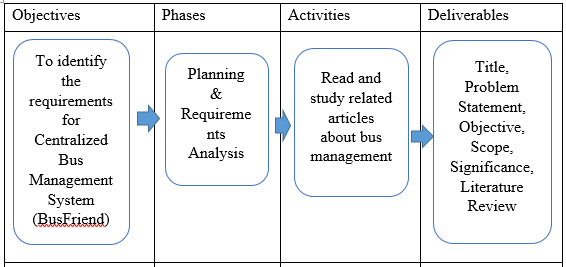 Objectives
Phases
Activities
Deliverables
To identify
the
requirements
for
Centralized
Bus
Management
System
(BusFriend)
Planning
&
Requireme
nts
Analysis
Read and
study related
articles
about bus
management
Title,
Problem
Statement,
Objective,
Scope,
Significance,
Literature
Review